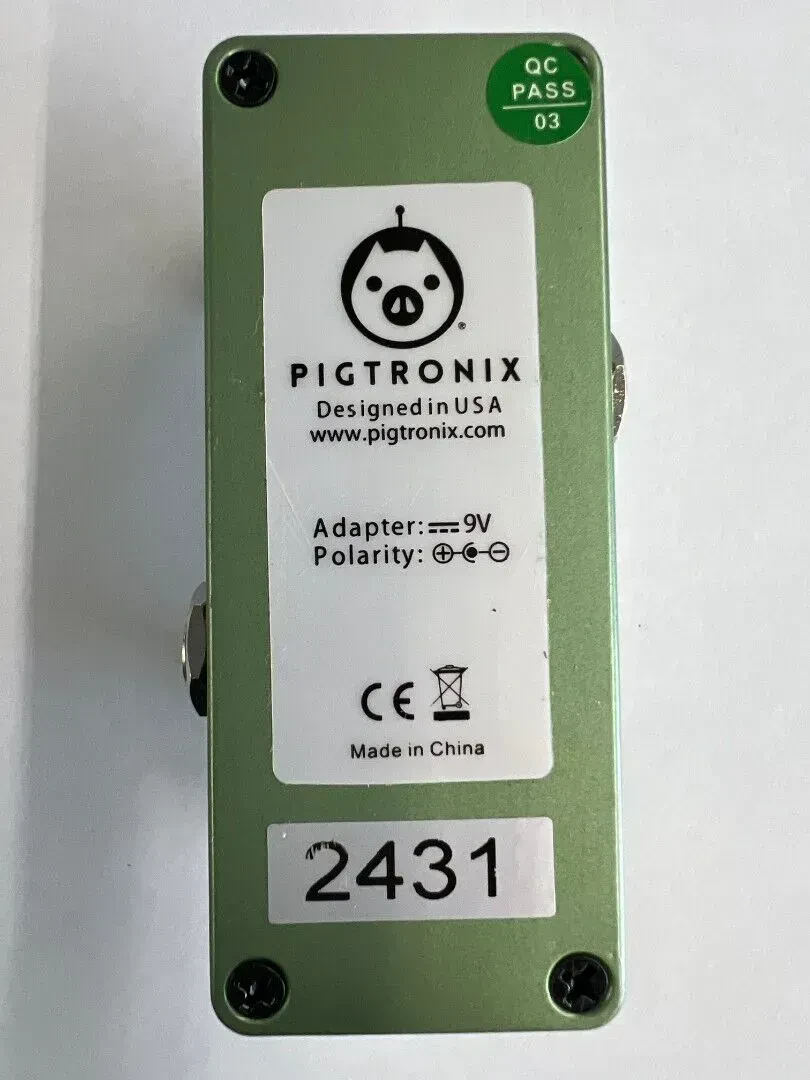 QC
PASS
03
PIGTRONIX
Designed in USA
www.pigtronix.com
Adapter: 9V
Polarity:
CE
Made in China
2431